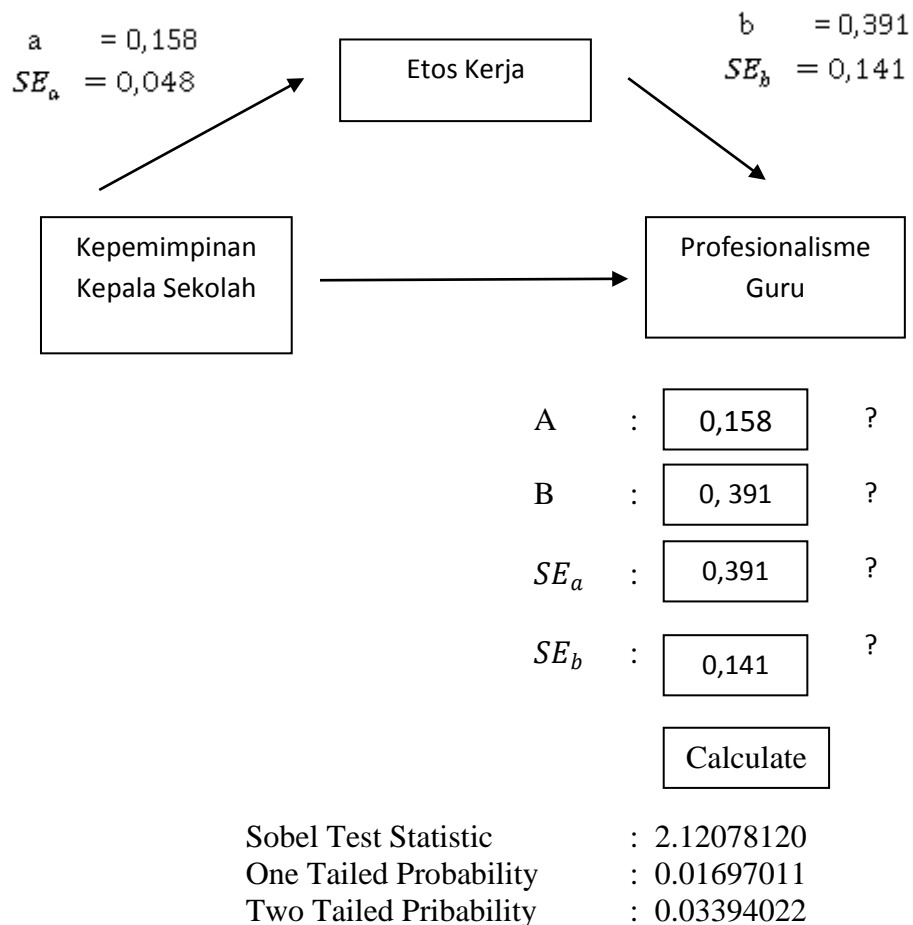 a = 0,158
SEₐ = 0,048
b = 0,391
SE_b = 0,141
Etos Kerja
Kepemimpinan
Kepala Sekolah
Profesionalisme
Guru
A : 0,158 ?
B : 0, 391 ?
SEₐ : 0,391 ?
SE_b : 0,141 ?
Calculate
Sobel Test Statistic : 2.12078120
One Tailed Probability : 0.01697011
Two Tailed Pribability : 0.03394022